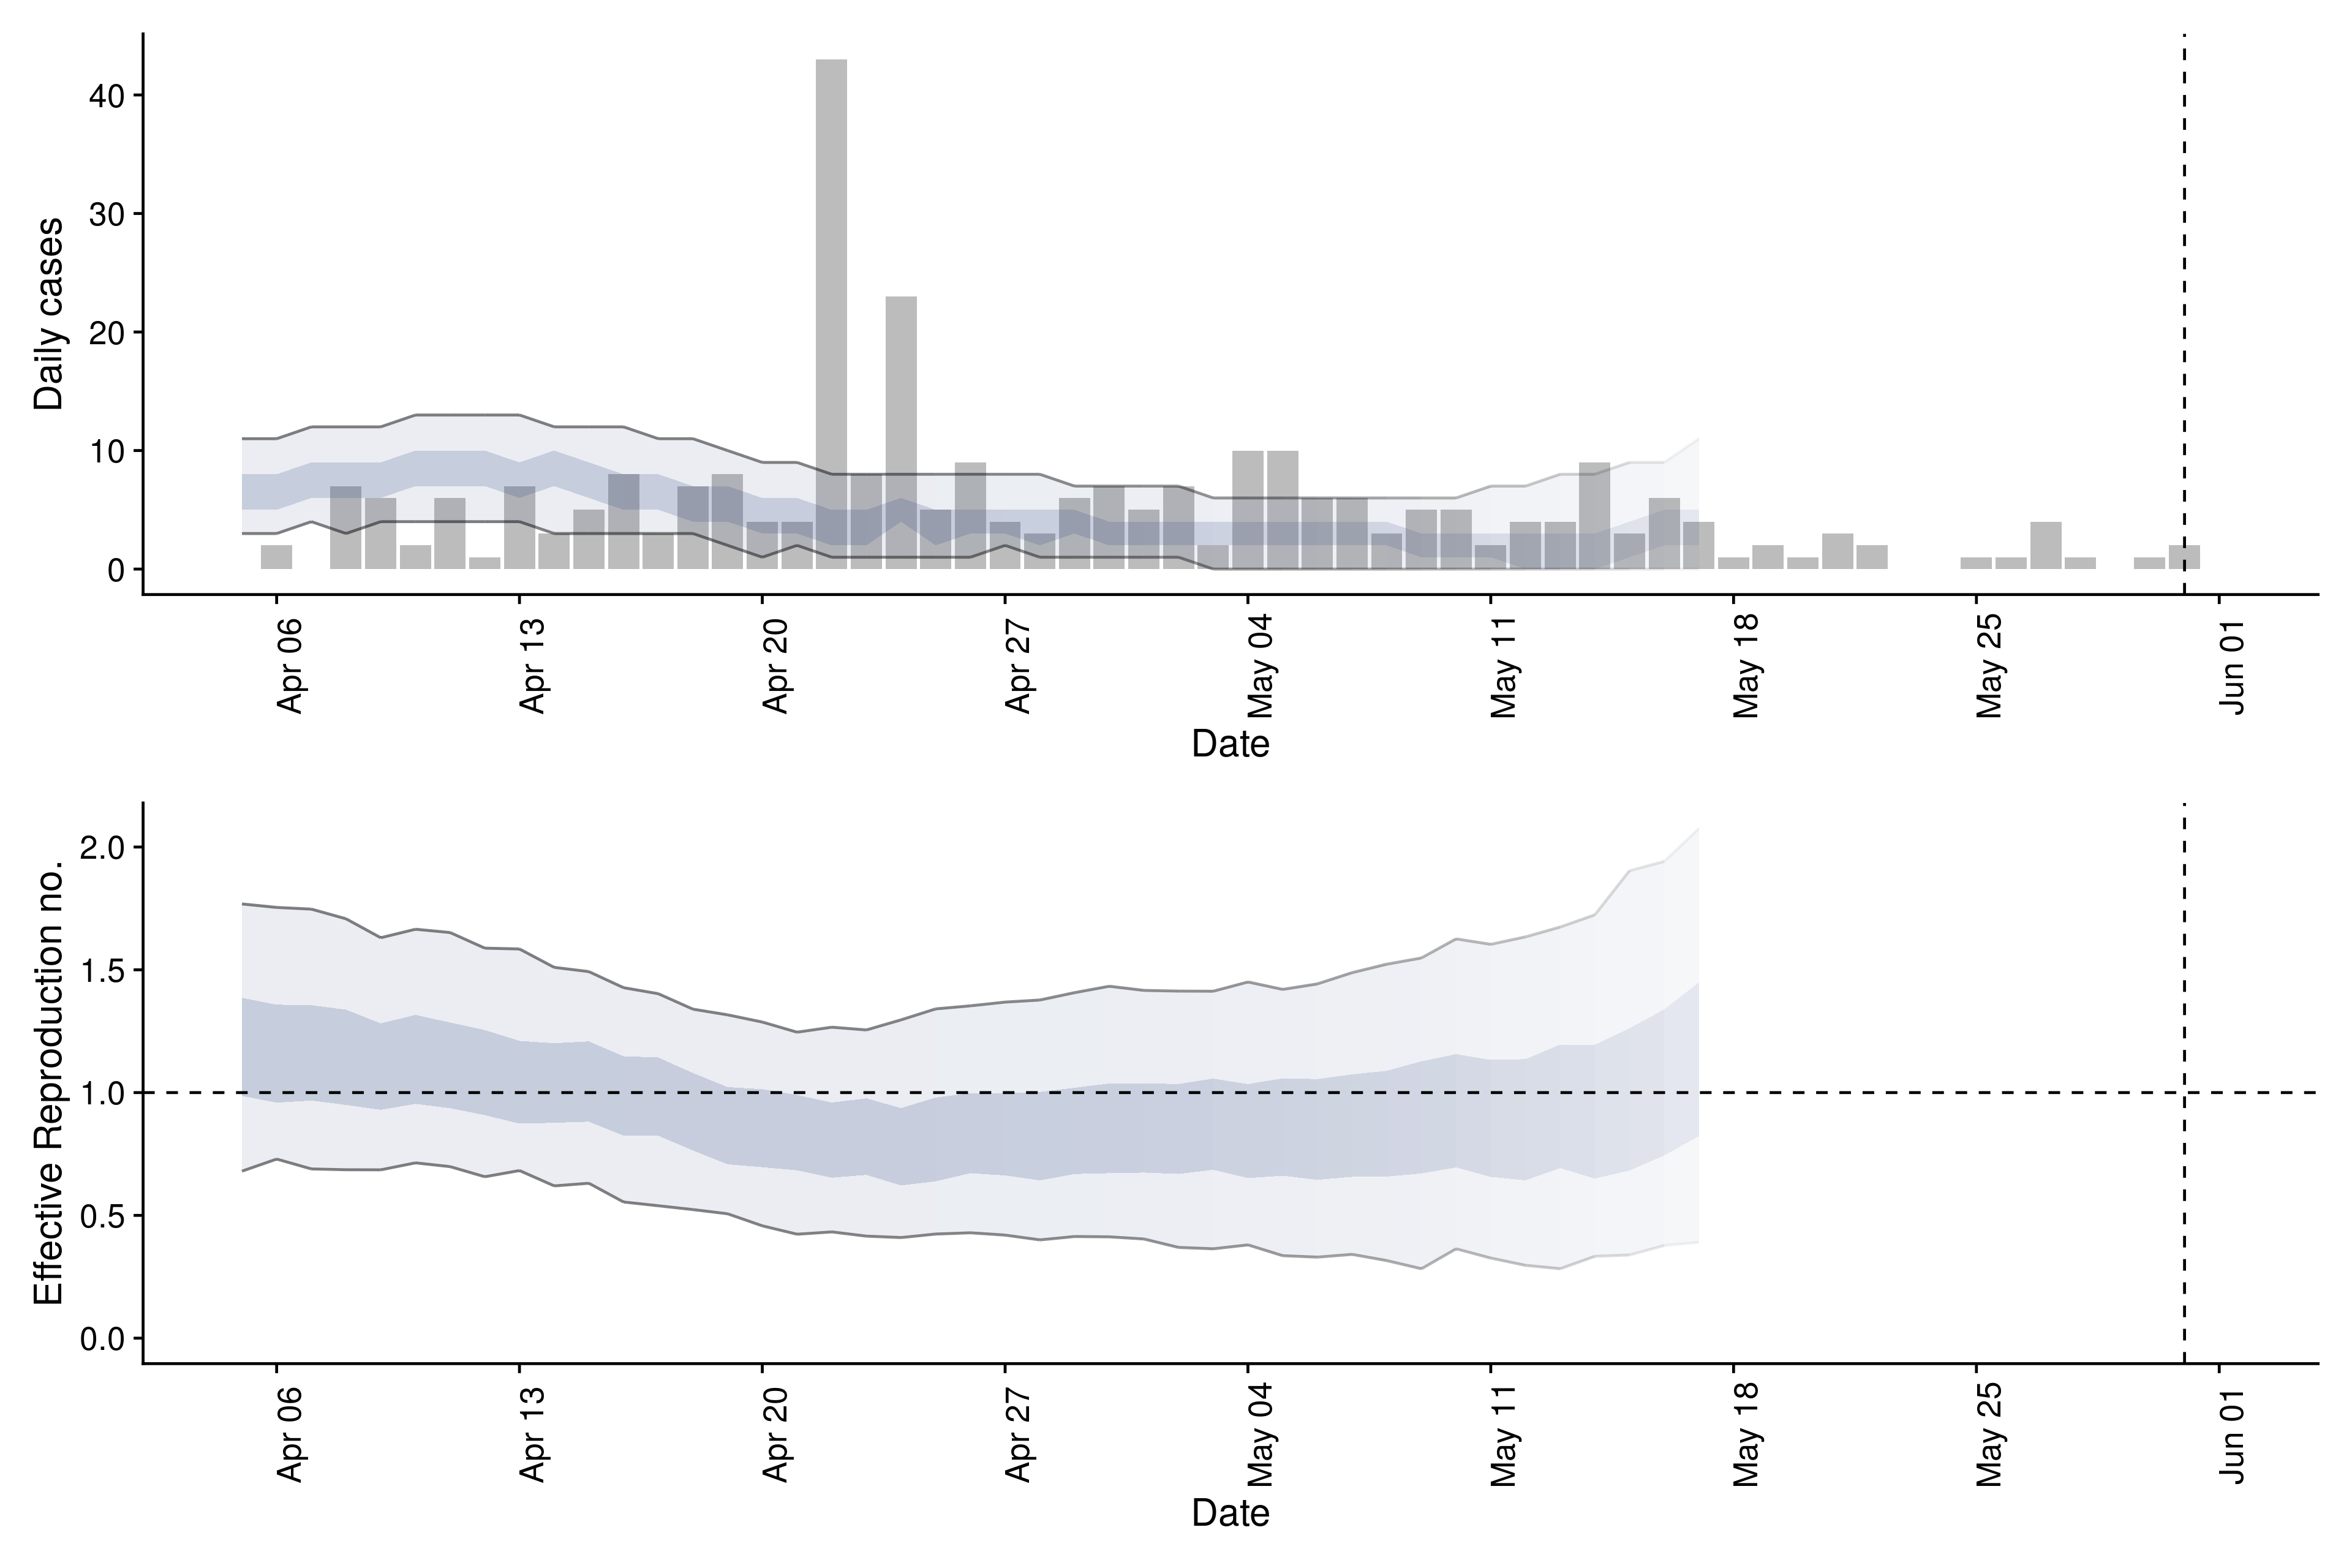 Daily cases
40
30
20
10
0
Apr 06
Apr 13
Apr 20
Apr 27
May 04
May 11
May 18
May 25
Jun 01
Date
Effective Reproduction no.
2.0
1.5
1.0
0.5
0.0
Apr 06
Apr 13
Apr 20
Apr 27
May 04
May 11
May 18
May 25
Jun 01
Date